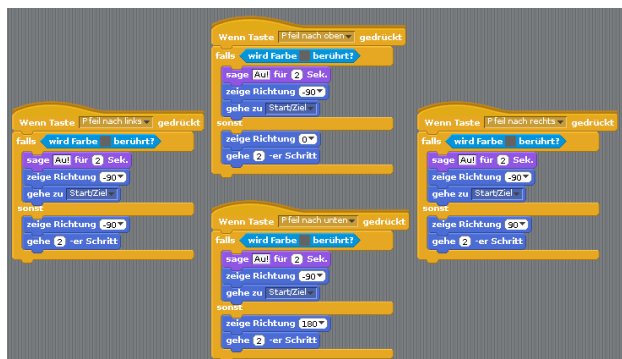 Wenn Taste Pfeil nach oben gedrückt
falls wird Farbe berührt?
sage Au! für 2 Sek.
zeige Richtung -90
gehe zu Start/Ziel
sonst
zeige Richtung 0
gehe 2 -er Schritt
Wenn Taste Pfeil nach links gedrückt
falls wird Farbe berührt?
sage Au! für 2 Sek.
zeige Richtung -90
gehe zu Start/Ziel
sonst
zeige Richtung -90
gehe 2 -er Schritt
Wenn Taste Pfeil nach rechts gedrückt
falls wird Farbe berührt?
sage Au! für 2 Sek.
zeige Richtung -90
gehe zu Start/Ziel
sonst
zeige Richtung 90
gehe 2 -er Schritt
Wenn Taste Pfeil nach unten gedrückt
falls wird Farbe berührt?
sage Au! für 2 Sek.
zeige Richtung -90
gehe zu Start/Ziel
sonst
zeige Richtung 180
gehe 2 -er Schritt